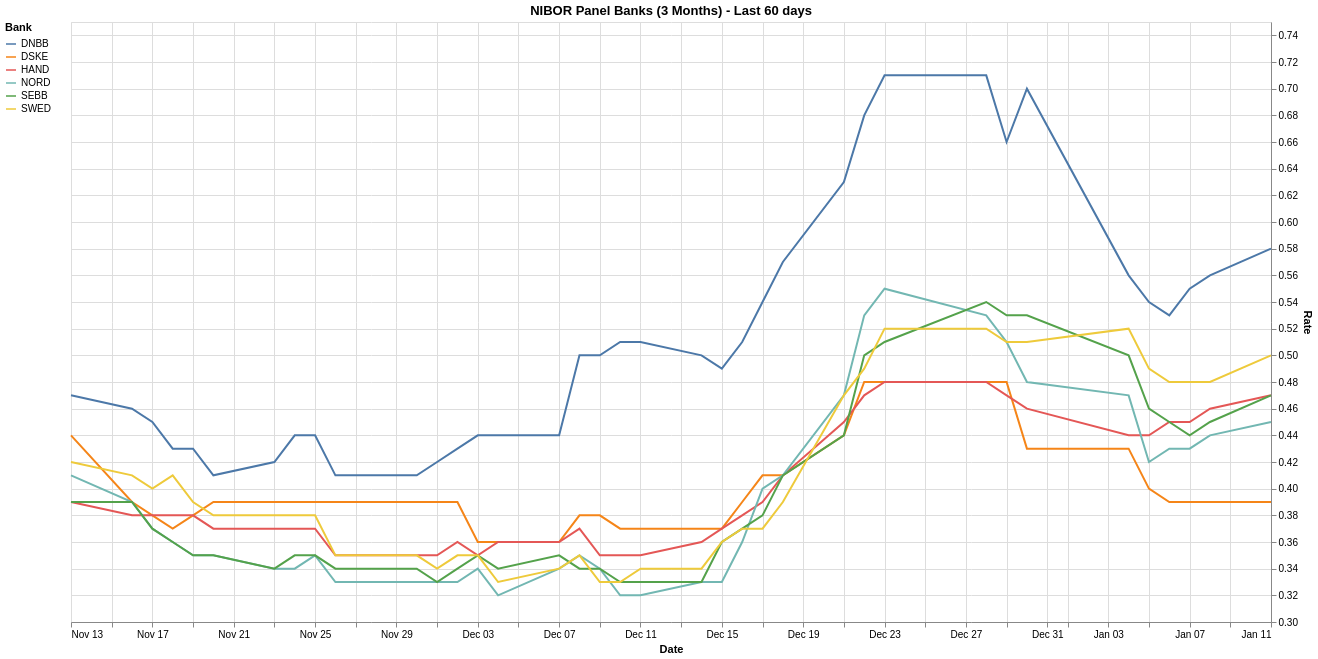 NIBOR Panel Banks (3 Months) - Last 60 days
Bank
DNBB
DSKE
HAND
NORD
SEBB
SWED
0.74
0.72
0.70
0.68
0.66
0.64
0.62
0.60
0.58
0.56
0.54
0.52
0.50
0.48
0.46
0.44
0.42
0.40
0.38
0.36
0.34
0.32
0.30
Rate
Nov 13 Nov 17 Nov 21 Nov 25 Nov 29 Dec 03 Dec 07 Dec 11 Dec 15 Dec 19 Dec 23 Dec 27 Dec 31 Jan 03 Jan 07 Jan 11
Date